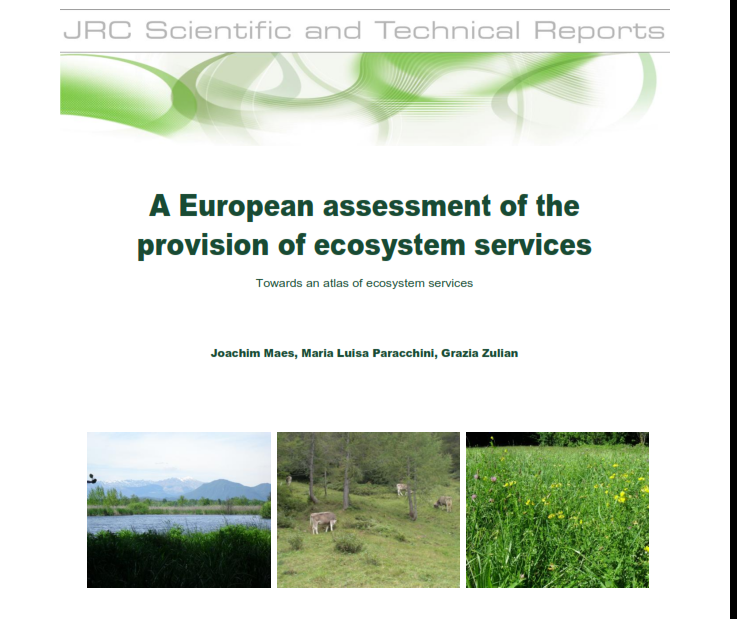 JRC Scientific and Technical Reports
A European assessment of the
provision of ecosystem services
Towards an atlas of ecosystem services
Joachim Maes, Maria Luisa Paracchini, Grazia Zulian